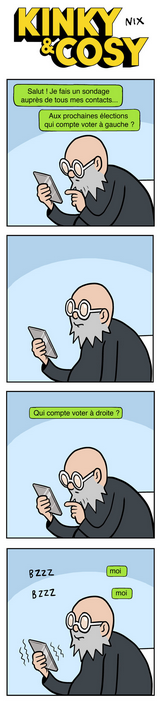 KINKY
& COSY
NIX
Salut ! Je fais un sondage
auprès de tous mes contacts...
Aux prochaines élections
qui compte voter à gauche ?
Qui compte voter à droite ?
BZZZ
moi
BZZZ
moi